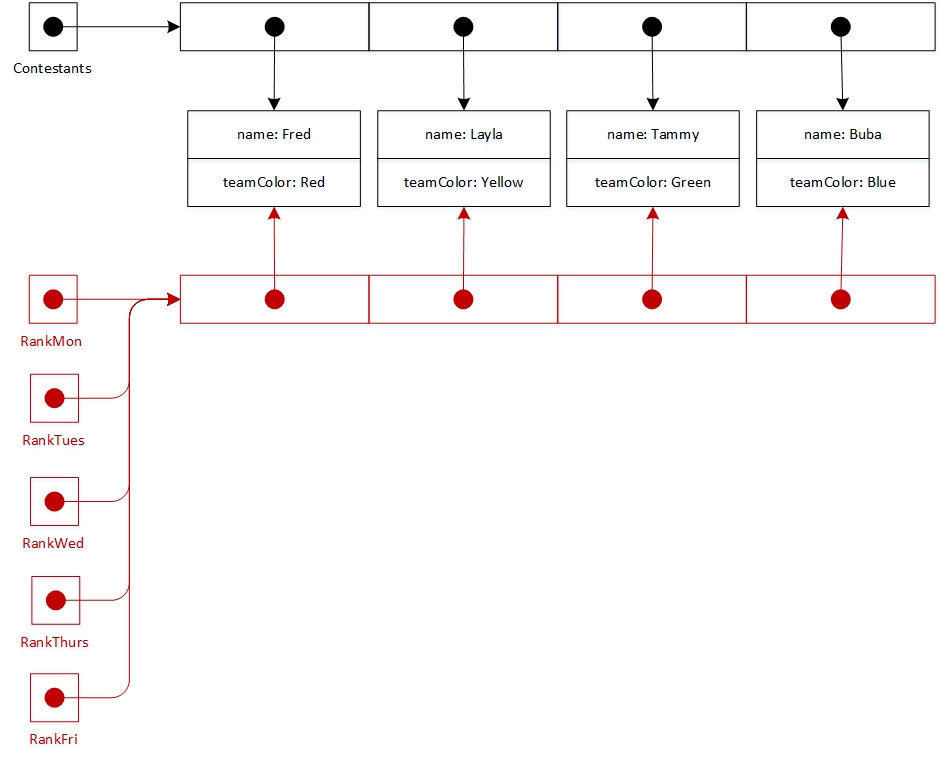 Contestants
name: Fred
name: Layla
name: Tammy
name: Buba
teamColor: Red
teamColor: Yellow
teamColor: Green
teamColor: Blue
RankMon
RankTues
RankWed
RankThurs
RankFri